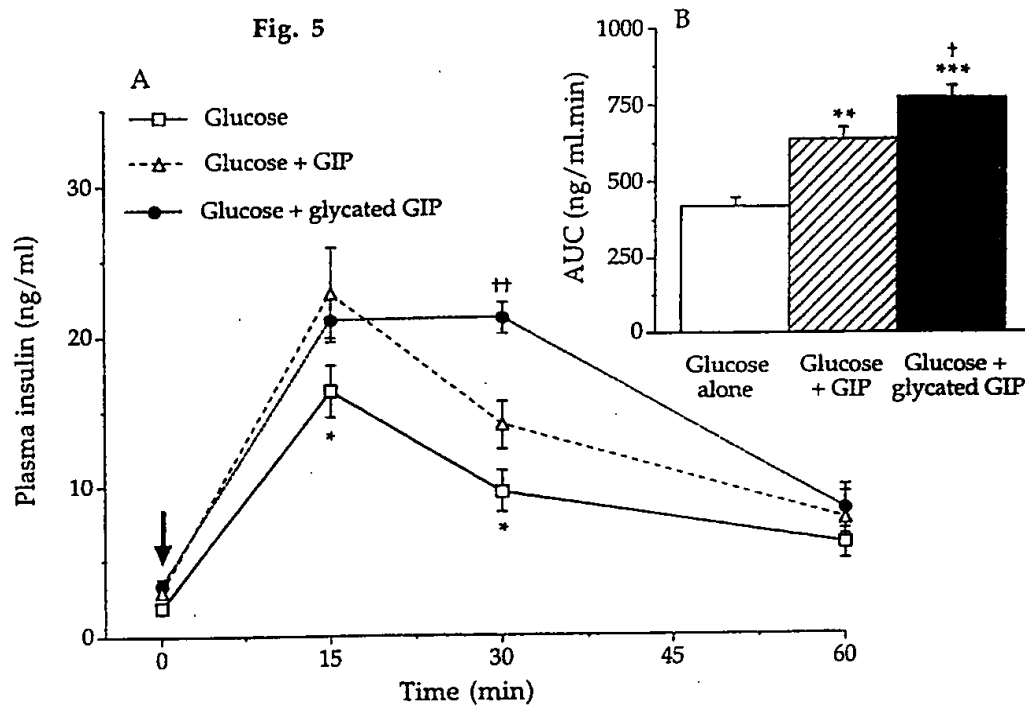 Fig. 5
A
Glucose
Glucose + GIP
Glucose + glycated GIP
Plasma insulin (ng/ml)
30
20
10
0
††
*
*
0
15
30
45
60
Time (min)
B
AUC (ng/ml.min)
1000
750
500
250
0
**
†
***
Glucose
alone
Glucose
+ GIP
Glucose +
glycated GIP